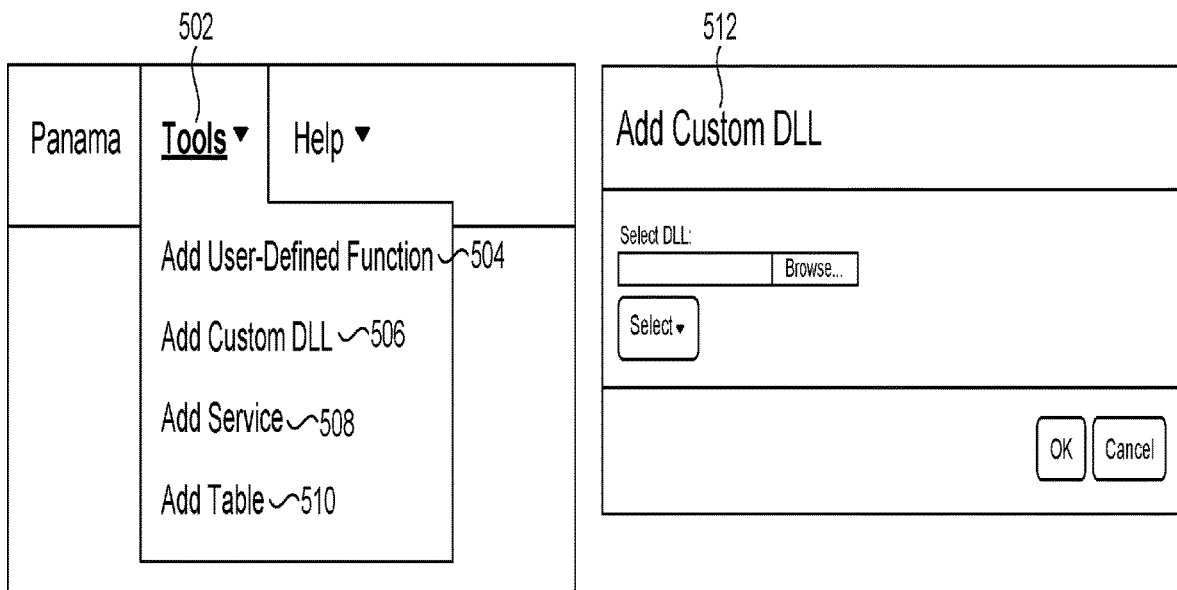 502
Panama Tools ▼ Help ▼
Add User-Defined Function 504
Add Custom DLL 506
Add Service 508
Add Table 510
512
Add Custom DLL
Select DLL:
Browse...
Select ▾
OK Cancel